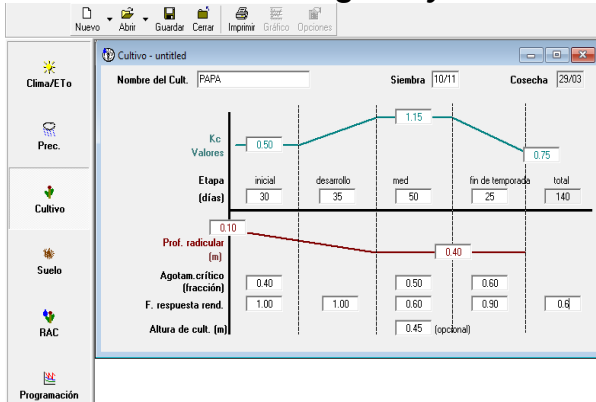 Nuevo Abrir Guardar Cerrar Imprimir Gráfico Opciones
Clima/ETo
Prec.
Cultivo
Suelo
RAC
Programación
Cultivo - untitled
Nombre del Cult. PAPA Siembra 10/11 Cosecha 29/03
Kc
Valores
0.50 1.15 0.75
Etapa inicial desarrollo med fin de temporada total
(días) 30 35 50 25 140
Prof. radicular
(m)
0.10 0.40
Agotam.crítico
(fracción) 0.40 0.50 0.60
F. respuesta rend. 1.00 1.00 0.60 0.90 0.6
Altura de cult. (m) 0.45 (opcional)